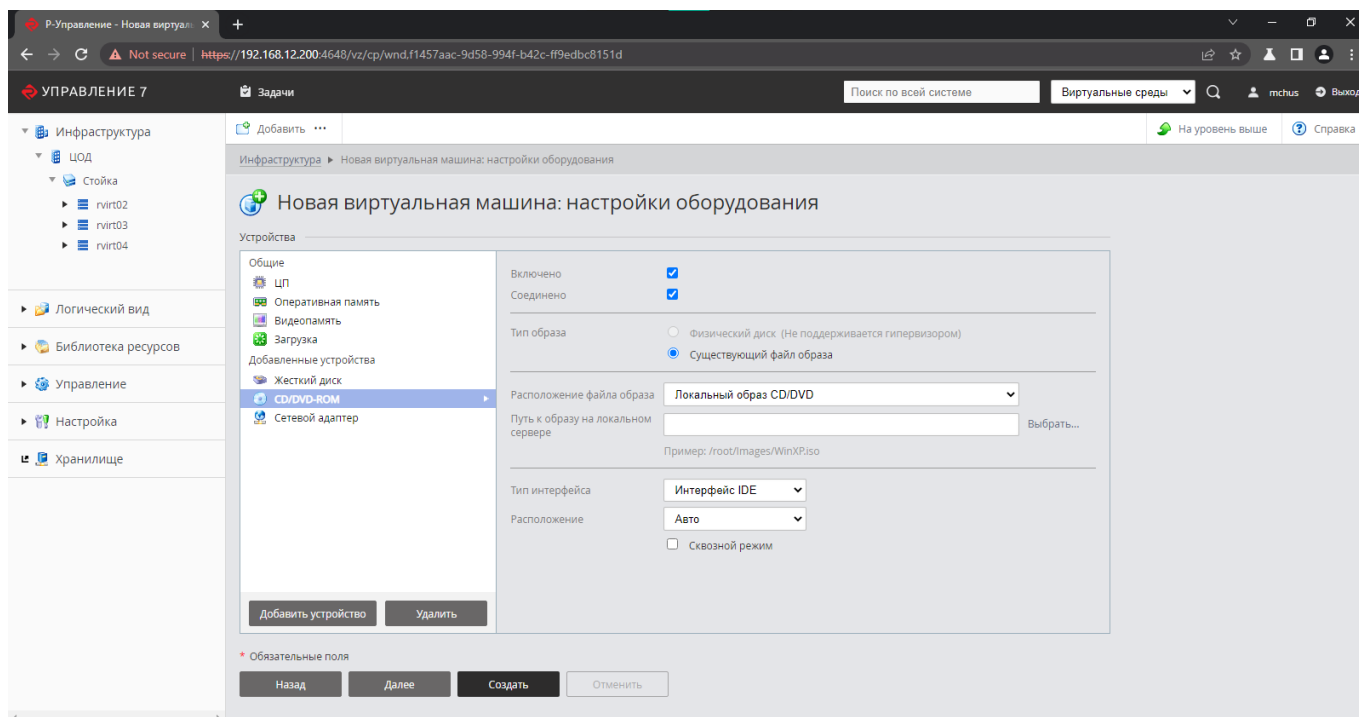 Р-Управление - Новая виртуаль
Not secure | https://192.168.12.200:4648/vz/cp/wnd,f1457aac-9d58-994f-b42c-ff9edbc8151d
УПРАВЛЕНИЕ 7
Задачи
Поиск по всей системе
Виртуальные среды
mchus
Выход
Инфраструктура
ЦОД
Стойка
rvirt02
rvirt03
rvirt04
Логический вид
Библиотека ресурсов
Управление
Настройка
Хранилище
Добавить ...
На уровень выше
Справка
Инфраструктура ▸ Новая виртуальная машина: настройки оборудования
Новая виртуальная машина: настройки оборудования
Устройства
Общие
ЦП
Оперативная память
Видеопамять
Загрузка
Добавленные устройства
Жесткий диск
CD/DVD-ROM
Сетевой адаптер
Добавить устройство
Удалить
Включено
Соединено
Тип образа
Физический диск (Не поддерживается гипервизором)
Существующий файл образа
Расположение файла образа
Локальный образ CD/DVD
Путь к образу на локальном
сервере
Выбрать...
Пример: /root/Images/WinXP.iso
Тип интерфейса
Интерфейс IDE
Расположение
Авто
Сквозной режим
* Обязательные поля
Назад
Далее
Создать
Отменить